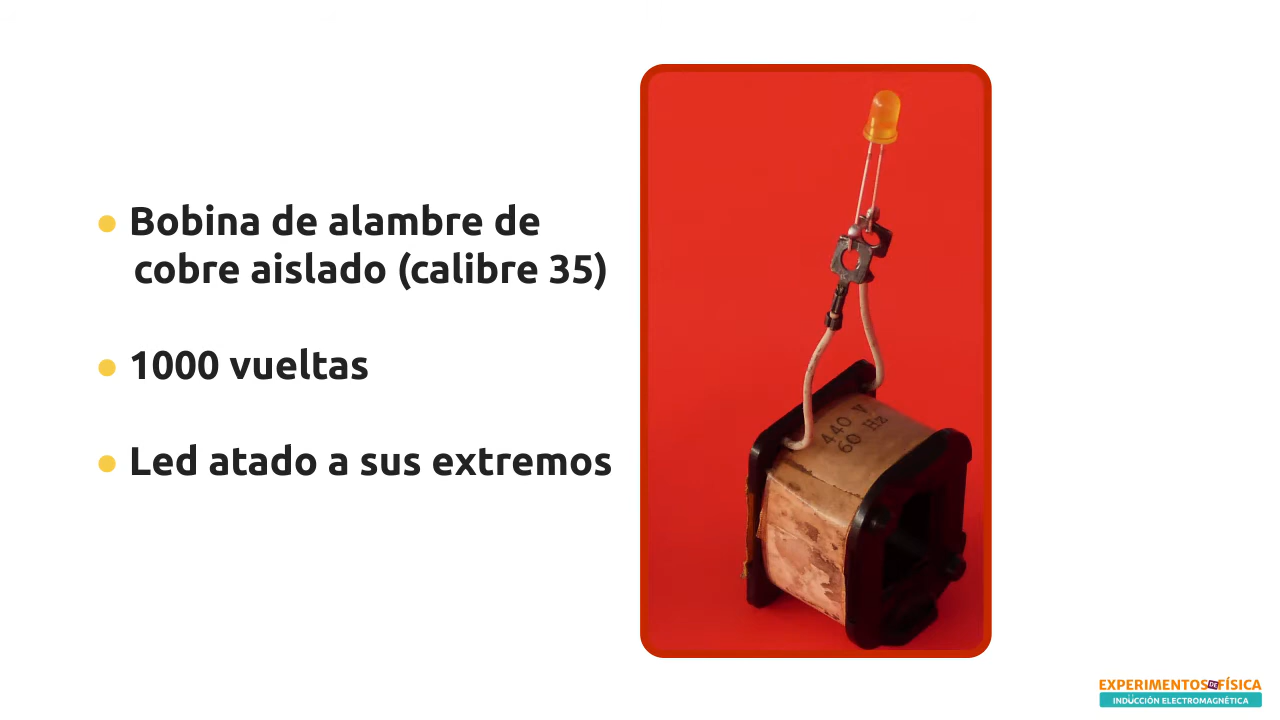 Bobina de alambre de
cobre aislado (calibre 35)
1000 vueltas
Led atado a sus extremos
440 V.
60 Hz
EXPERIMENTOS DE FÍSICA
INDUCCIÓN ELECTROMAGNÉTICA